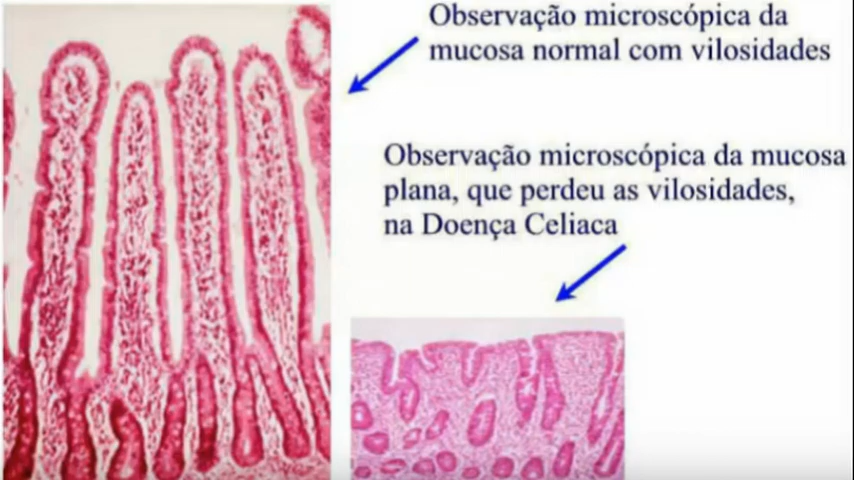 Observação microscópica da
mucosa normal com vilosidades
Observação microscópica da mucosa
plana, que perdeu as vilosidades,
na Doença Celiaca